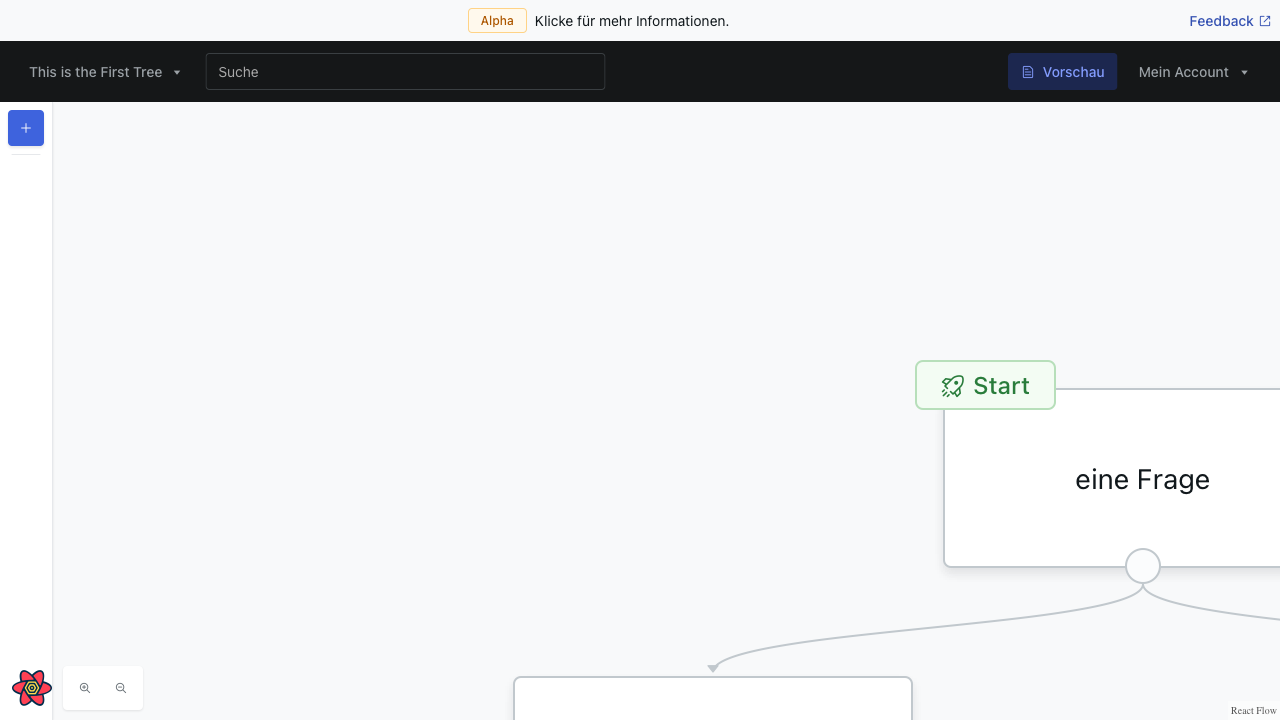 Alpha Klicke für mehr Informationen. Feedback
This is the First Tree Suche Vorschau Mein Account
Start
eine Frage
React Flow